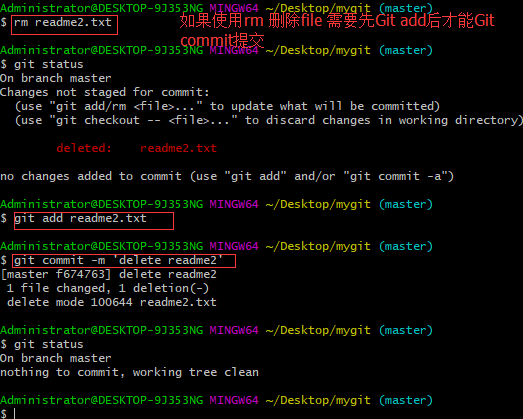 Administrator@DESKTOP-9J353NG MINGW64 ~/Desktop/mygit (master)
$ rm readme2.txt
如果使用rm 删除file 需要先Git add后才能Git
commit提交
Administrator@DESKTOP-9J353NG MINGW64 ~/Desktop/mygit (master)
$ git status
On branch master
Changes not staged for commit:
  (use "git add/rm <file>..." to update what will be committed)
  (use "git checkout -- <file>..." to discard changes in working directory)
        deleted:    readme2.txt
no changes added to commit (use "git add" and/or "git commit -a")
Administrator@DESKTOP-9J353NG MINGW64 ~/Desktop/mygit (master)
$ git add readme2.txt
Administrator@DESKTOP-9J353NG MINGW64 ~/Desktop/mygit (master)
$ git commit -m 'delete readme2'
[master f674763] delete readme2
 1 file changed, 1 deletion(-)
 delete mode 100644 readme2.txt
Administrator@DESKTOP-9J353NG MINGW64 ~/Desktop/mygit (master)
$ git status
On branch master
nothing to commit, working tree clean
Administrator@DESKTOP-9J353NG MINGW64 ~/Desktop/mygit (master)
$